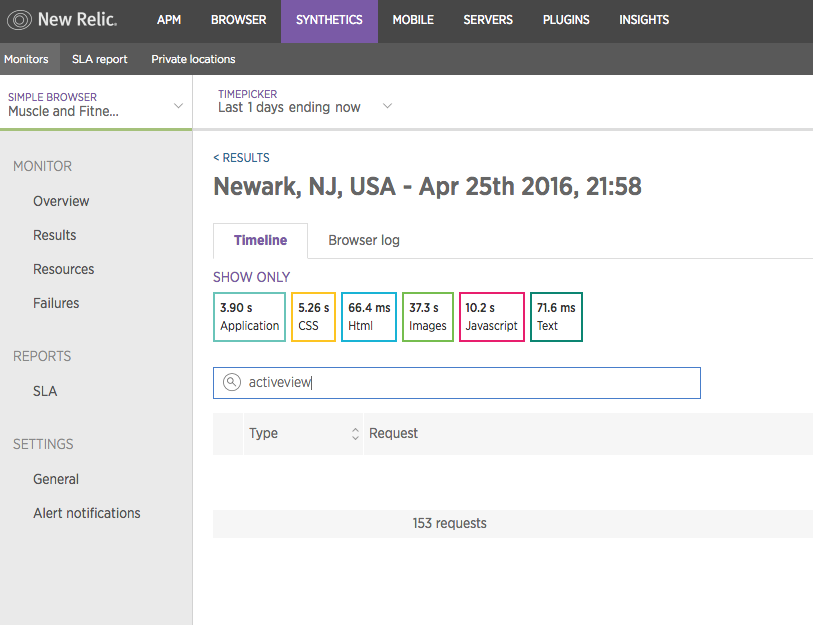 New Relic.
APM BROWSER SYNTHETICS MOBILE SERVERS PLUGINS INSIGHTS
Monitors SLA report Private locations
SIMPLE BROWSER
Muscle and Fitne...
TIMEPICKER
Last 1 days ending now
MONITOR
Overview
Results
Resources
Failures
REPORTS
SLA
SETTINGS
General
Alert notifications
< RESULTS
Newark, NJ, USA - Apr 25th 2016, 21:58
Timeline Browser log
SHOW ONLY
3.90 s 5.26 s 66.4 ms 37.3 s 10.2 s 71.6 ms
Application CSS Html Images Javascript Text
activeview
Type Request
153 requests